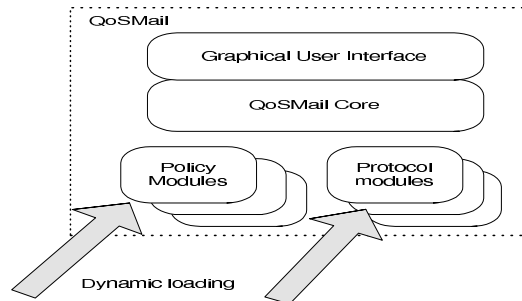 QoSMail
Graphical User Interface
QoSMail Core
Policy
Modules
Protocol
modules
Dynamic loading